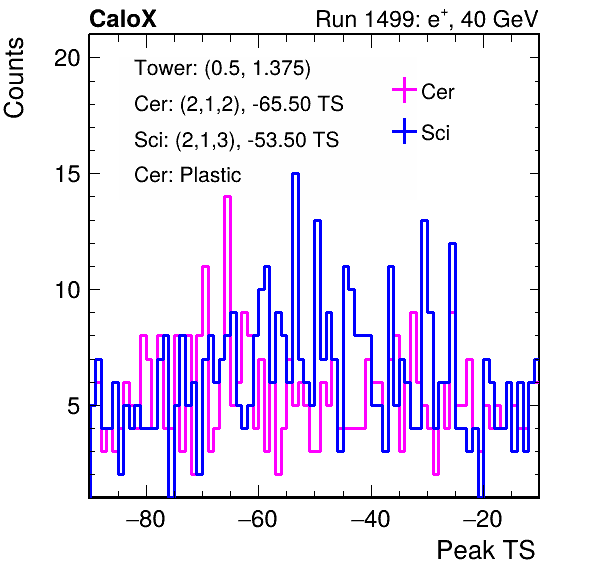 CaloX Run 1499: e⁺, 40 GeV
Counts
Tower: (0.5, 1.375)
Cer: (2,1,2), -65.50 TS
Sci: (2,1,3), -53.50 TS
Cer: Plastic
Cer
Sci
20
15
10
5
−80 −60 −40 −20
Peak TS